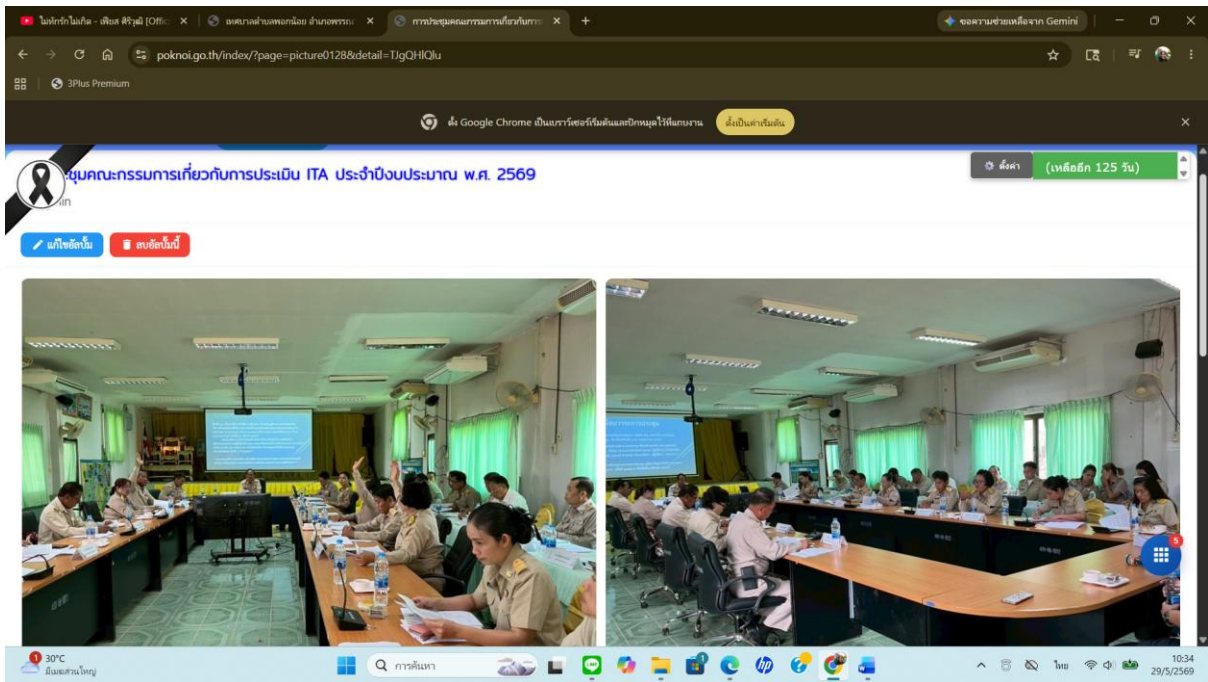 ไม่ทักรักไม่เกิด - เพียส ศิริวุฒิ [Offic
เทศบาลตำบลพอกน้อย อำเภอพรรณา
การประชุมคณะกรรมการเกี่ยวกับการ
ขอความช่วยเหลือจาก Gemini
poknoi.go.th/index/?page=picture0128&detail=TJgQHlQlu
3Plus Premium
ตั้ง Google Chrome เป็นเบราว์เซอร์เริ่มต้นและปักหมุดไว้ที่แถบงาน
ตั้งเป็นค่าเริ่มต้น
ชุมคณะกรรมการเกี่ยวกับการประเมิน ITA ประจำปีงบประมาณ พ.ศ. 2569
ตั้งค่า
(เหลืออีก 125 วัน)
แก้ไขอัลบั้ม
ลบอัลบั้มนี้
5
1
30°C
มีเมฆส่วนใหญ่
การค้นหา
ไทย
10:34
29/5/2569